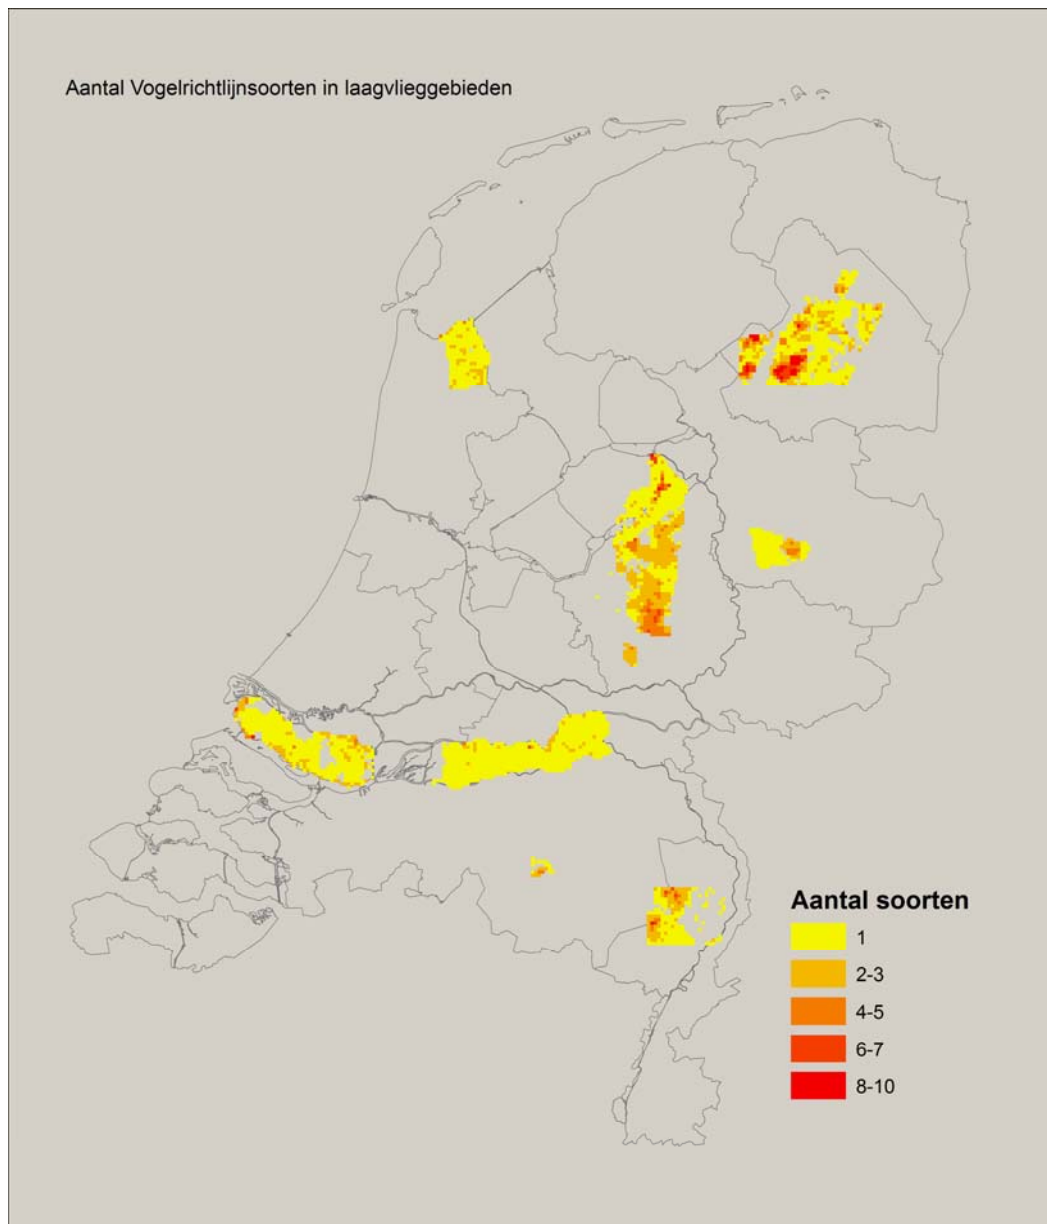 Aantal Vogelrichtlijnsoorten in laagvlieggebieden
Aantal soorten
1
2-3
4-5
6-7
8-10